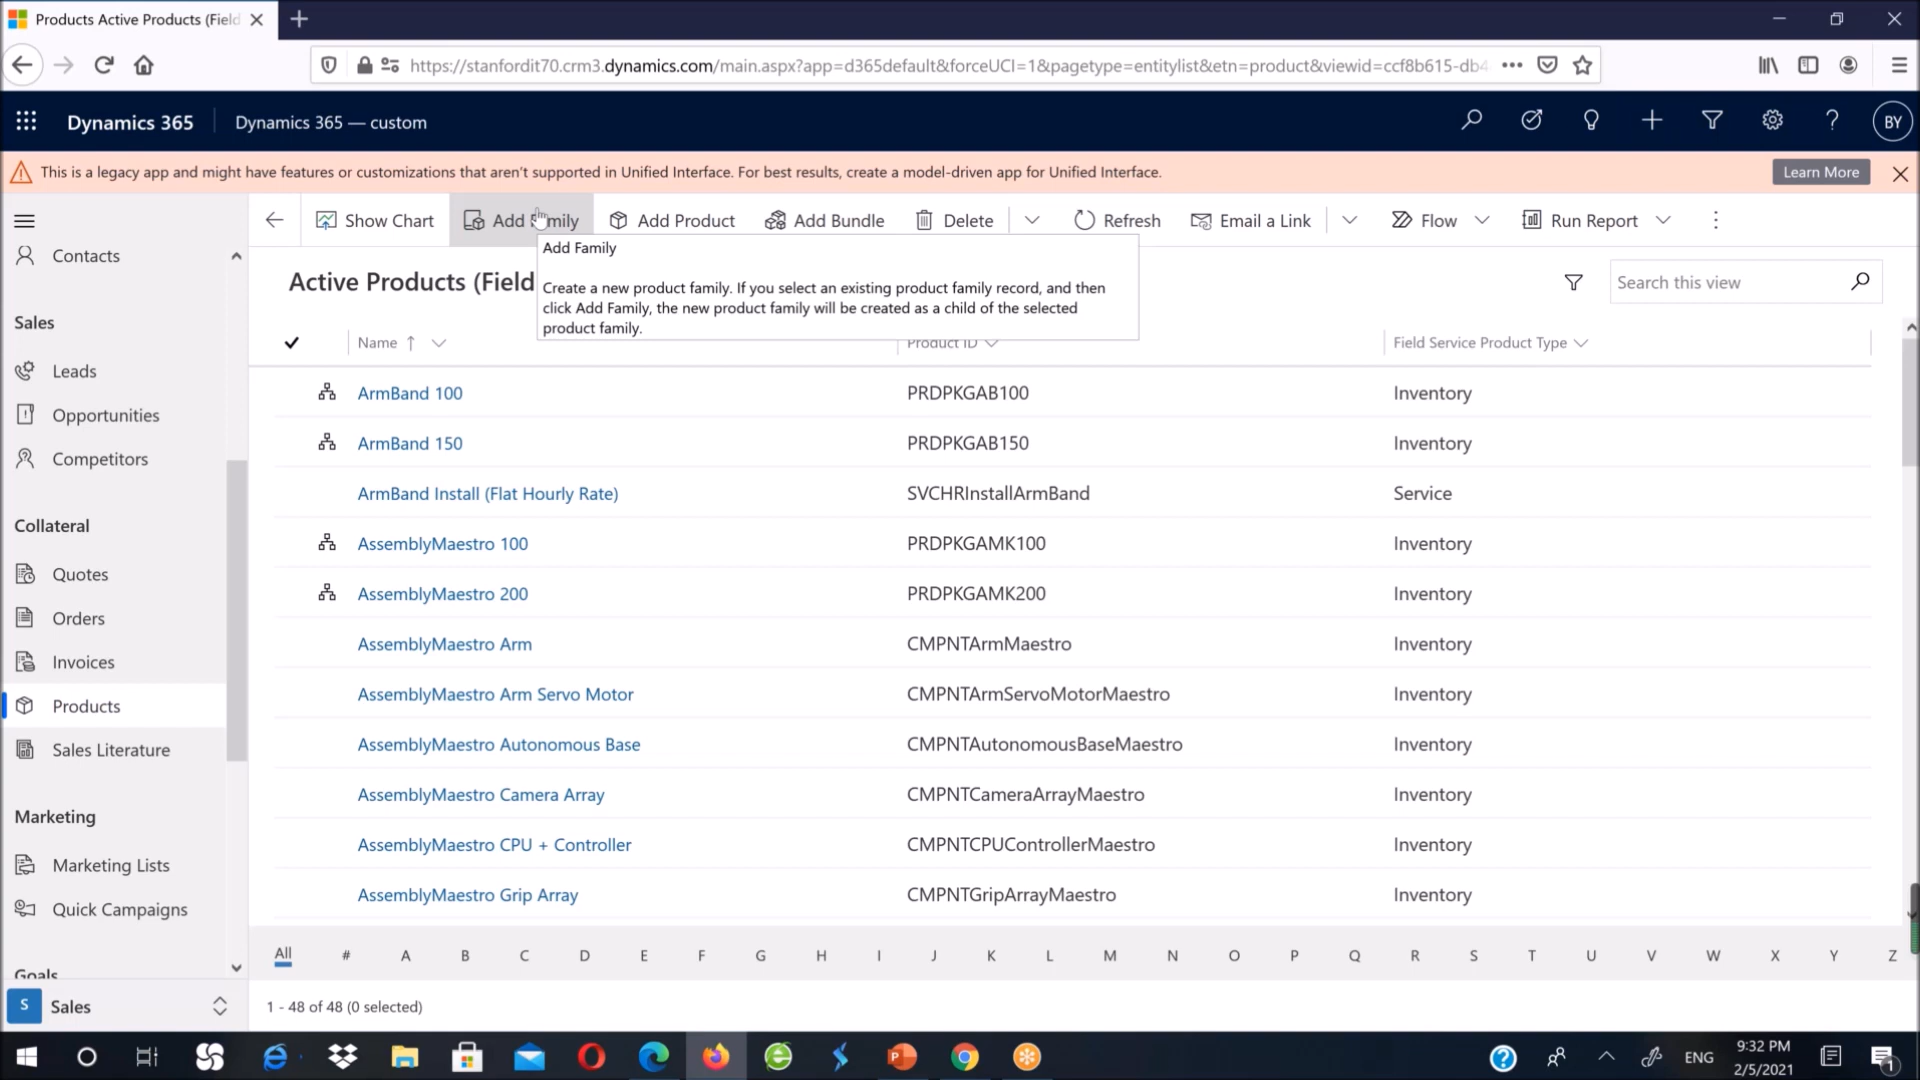 Products Active Products (Field
https://stanfordit70.crm3.dynamics.com/main.aspx?app=d365default&forceUCI=1&pagetype=entitylist&etn=product&viewid=ccf8b615-db4
Dynamics 365
Dynamics 365 — custom
BY
This is a legacy app and might have features or customizations that aren't supported in Unified Interface. For best results, create a model-driven app for Unified Interface.
Learn More
Show Chart
Add Family
Add Product
Add Bundle
Delete
Refresh
Email a Link
Flow
Run Report
Add Family
Create a new product family. If you select an existing product family record, and then
click Add Family, the new product family will be created as a child of the selected
product family.
Contacts
Sales
Leads
Opportunities
Competitors
Collateral
Quotes
Orders
Invoices
Products
Sales Literature
Marketing
Marketing Lists
Quick Campaigns
Goals
S
Sales
Active Products (Field
Search this view
Name
Product ID
Field Service Product Type
ArmBand 100 PRDPKGAB100 Inventory
ArmBand 150 PRDPKGAB150 Inventory
ArmBand Install (Flat Hourly Rate) SVCHRInstallArmBand Service
AssemblyMaestro 100 PRDPKGAMK100 Inventory
AssemblyMaestro 200 PRDPKGAMK200 Inventory
AssemblyMaestro Arm CMPNTArmMaestro Inventory
AssemblyMaestro Arm Servo Motor CMPNTArmServoMotorMaestro Inventory
AssemblyMaestro Autonomous Base CMPNTAutonomousBaseMaestro Inventory
AssemblyMaestro Camera Array CMPNTCameraArrayMaestro Inventory
AssemblyMaestro CPU + Controller CMPNTCPUControllerMaestro Inventory
AssemblyMaestro Grip Array CMPNTGripArrayMaestro Inventory
All # A B C D E F G H I J K L M N O P Q R S T U V W X Y Z
1 - 48 of 48 (0 selected)
ENG
9:32 PM
2/5/2021
1